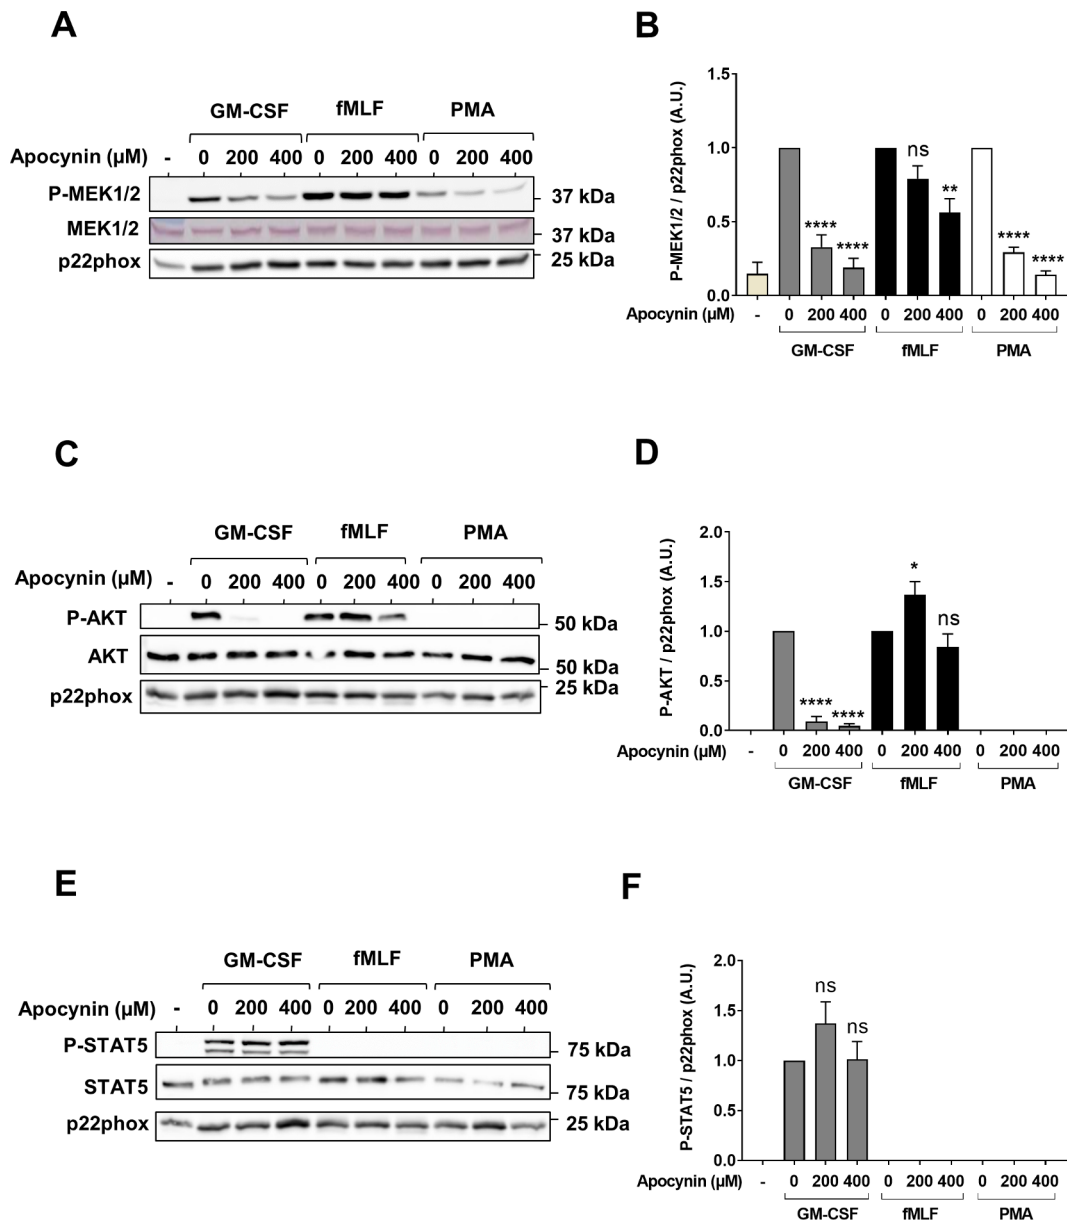 A
GM-CSF fMLF PMA
Apocynin (µM) - 0 200 400 0 200 400 0 200 400
P-MEK1/2 37 kDa
MEK1/2 37 kDa
p22phox 25 kDa
B
P-MEK1/2 / p22phox (A.U.)
1.5
1.0
0.5
0.0
**** **** ns ** **** ****
Apocynin (µM) - 0 200 400 0 200 400 0 200 400
GM-CSF fMLF PMA
C
GM-CSF fMLF PMA
Apocynin (µM) - 0 200 400 0 200 400 0 200 400
P-AKT 50 kDa
AKT 50 kDa
p22phox 25 kDa
D
P-AKT / p22phox (A.U.)
2.0
1.5
1.0
0.5
0.0
**** **** * ns
Apocynin (µM) - 0 200 400 0 200 400 0 200 400
GM-CSF fMLF PMA
E
GM-CSF fMLF PMA
Apocynin (µM) - 0 200 400 0 200 400 0 200 400
P-STAT5 75 kDa
STAT5 75 kDa
p22phox 25 kDa
F
P-STAT5 / p22phox (A.U.)
2.0
1.5
1.0
0.5
0.0
ns ns
Apocynin (µM) - 0 200 400 0 200 400 0 200 400
GM-CSF fMLF PMA